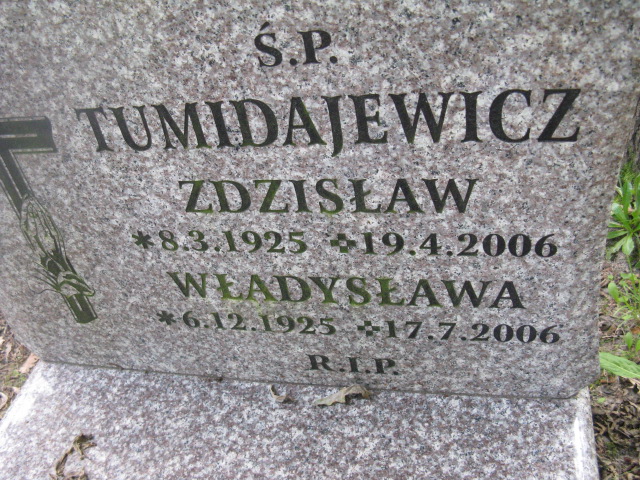 Ś.P.
TUMIDAJEWICZ
ZDZISŁAW
*8.3.1925 ✝19.4.2006
WŁADYSŁAWA
*6.12.1925 ✝17.7.2006
R.I.P.